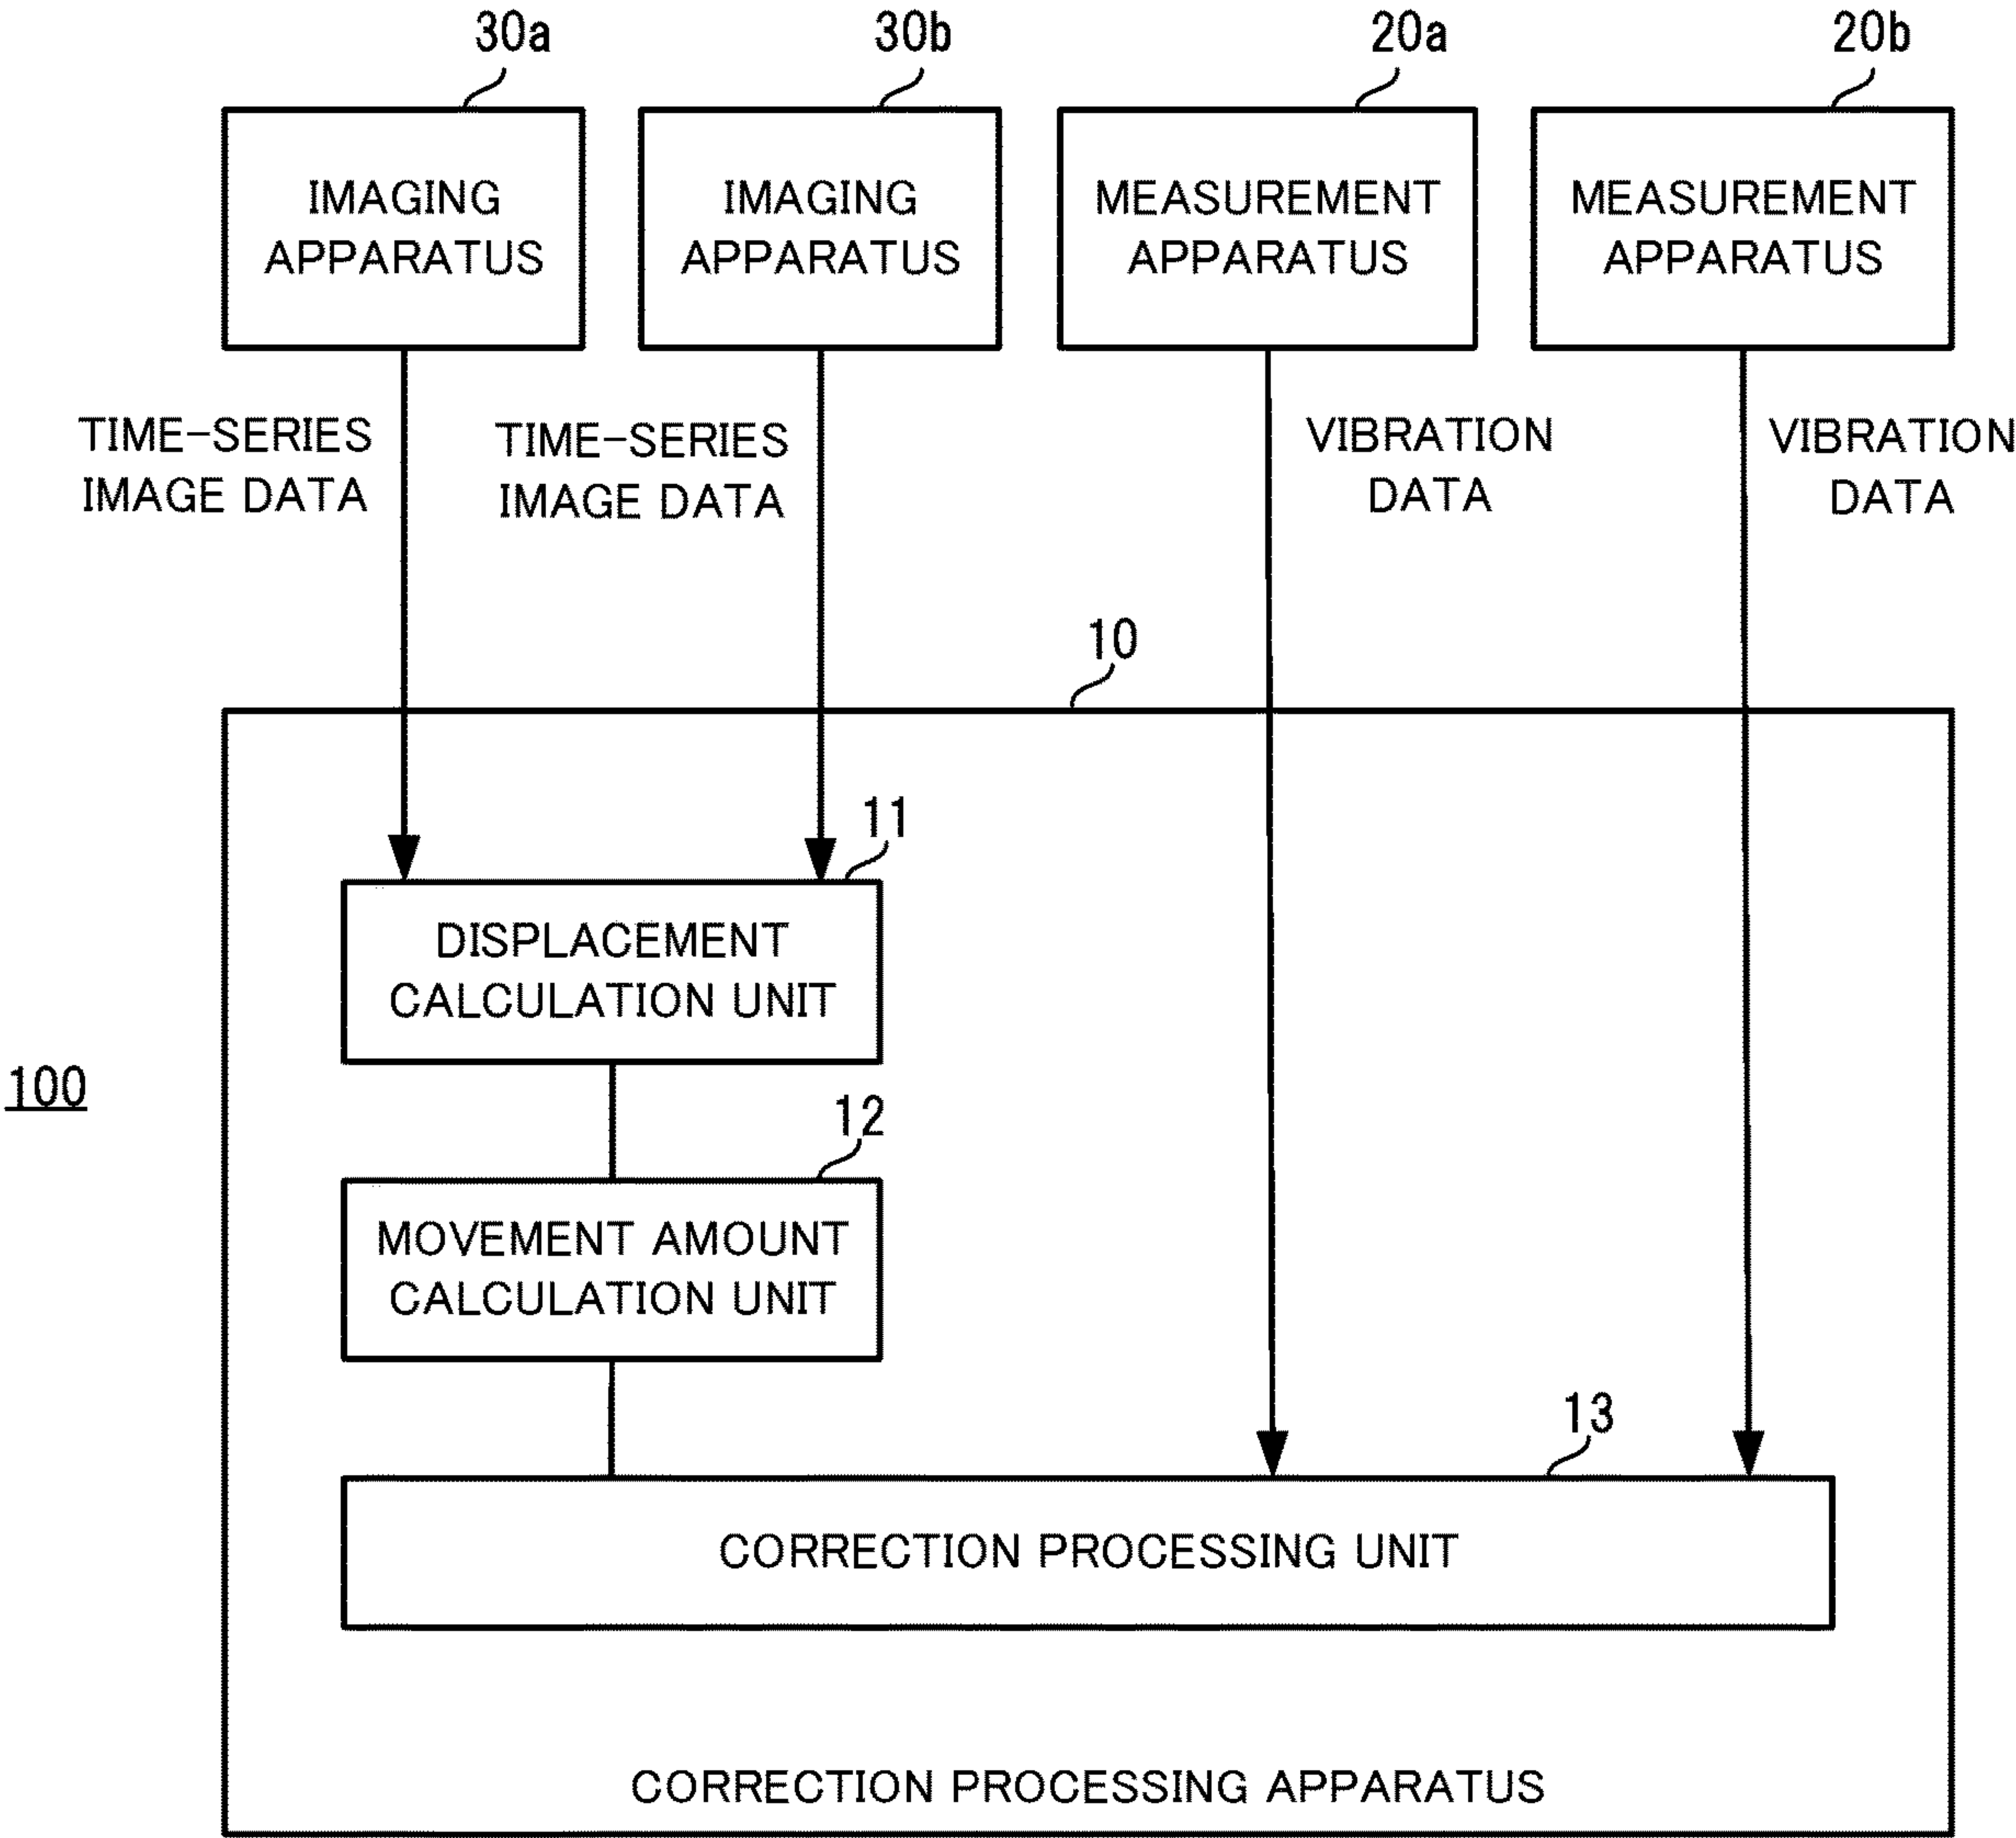 30a
30b
20a
20b
IMAGING
APPARATUS
IMAGING
APPARATUS
MEASUREMENT
APPARATUS
MEASUREMENT
APPARATUS
TIME-SERIES
IMAGE DATA
TIME-SERIES
IMAGE DATA
VIBRATION
DATA
VIBRATION
DATA
10
11
DISPLACEMENT
CALCULATION UNIT
100
12
MOVEMENT AMOUNT
CALCULATION UNIT
13
CORRECTION PROCESSING UNIT
CORRECTION PROCESSING APPARATUS